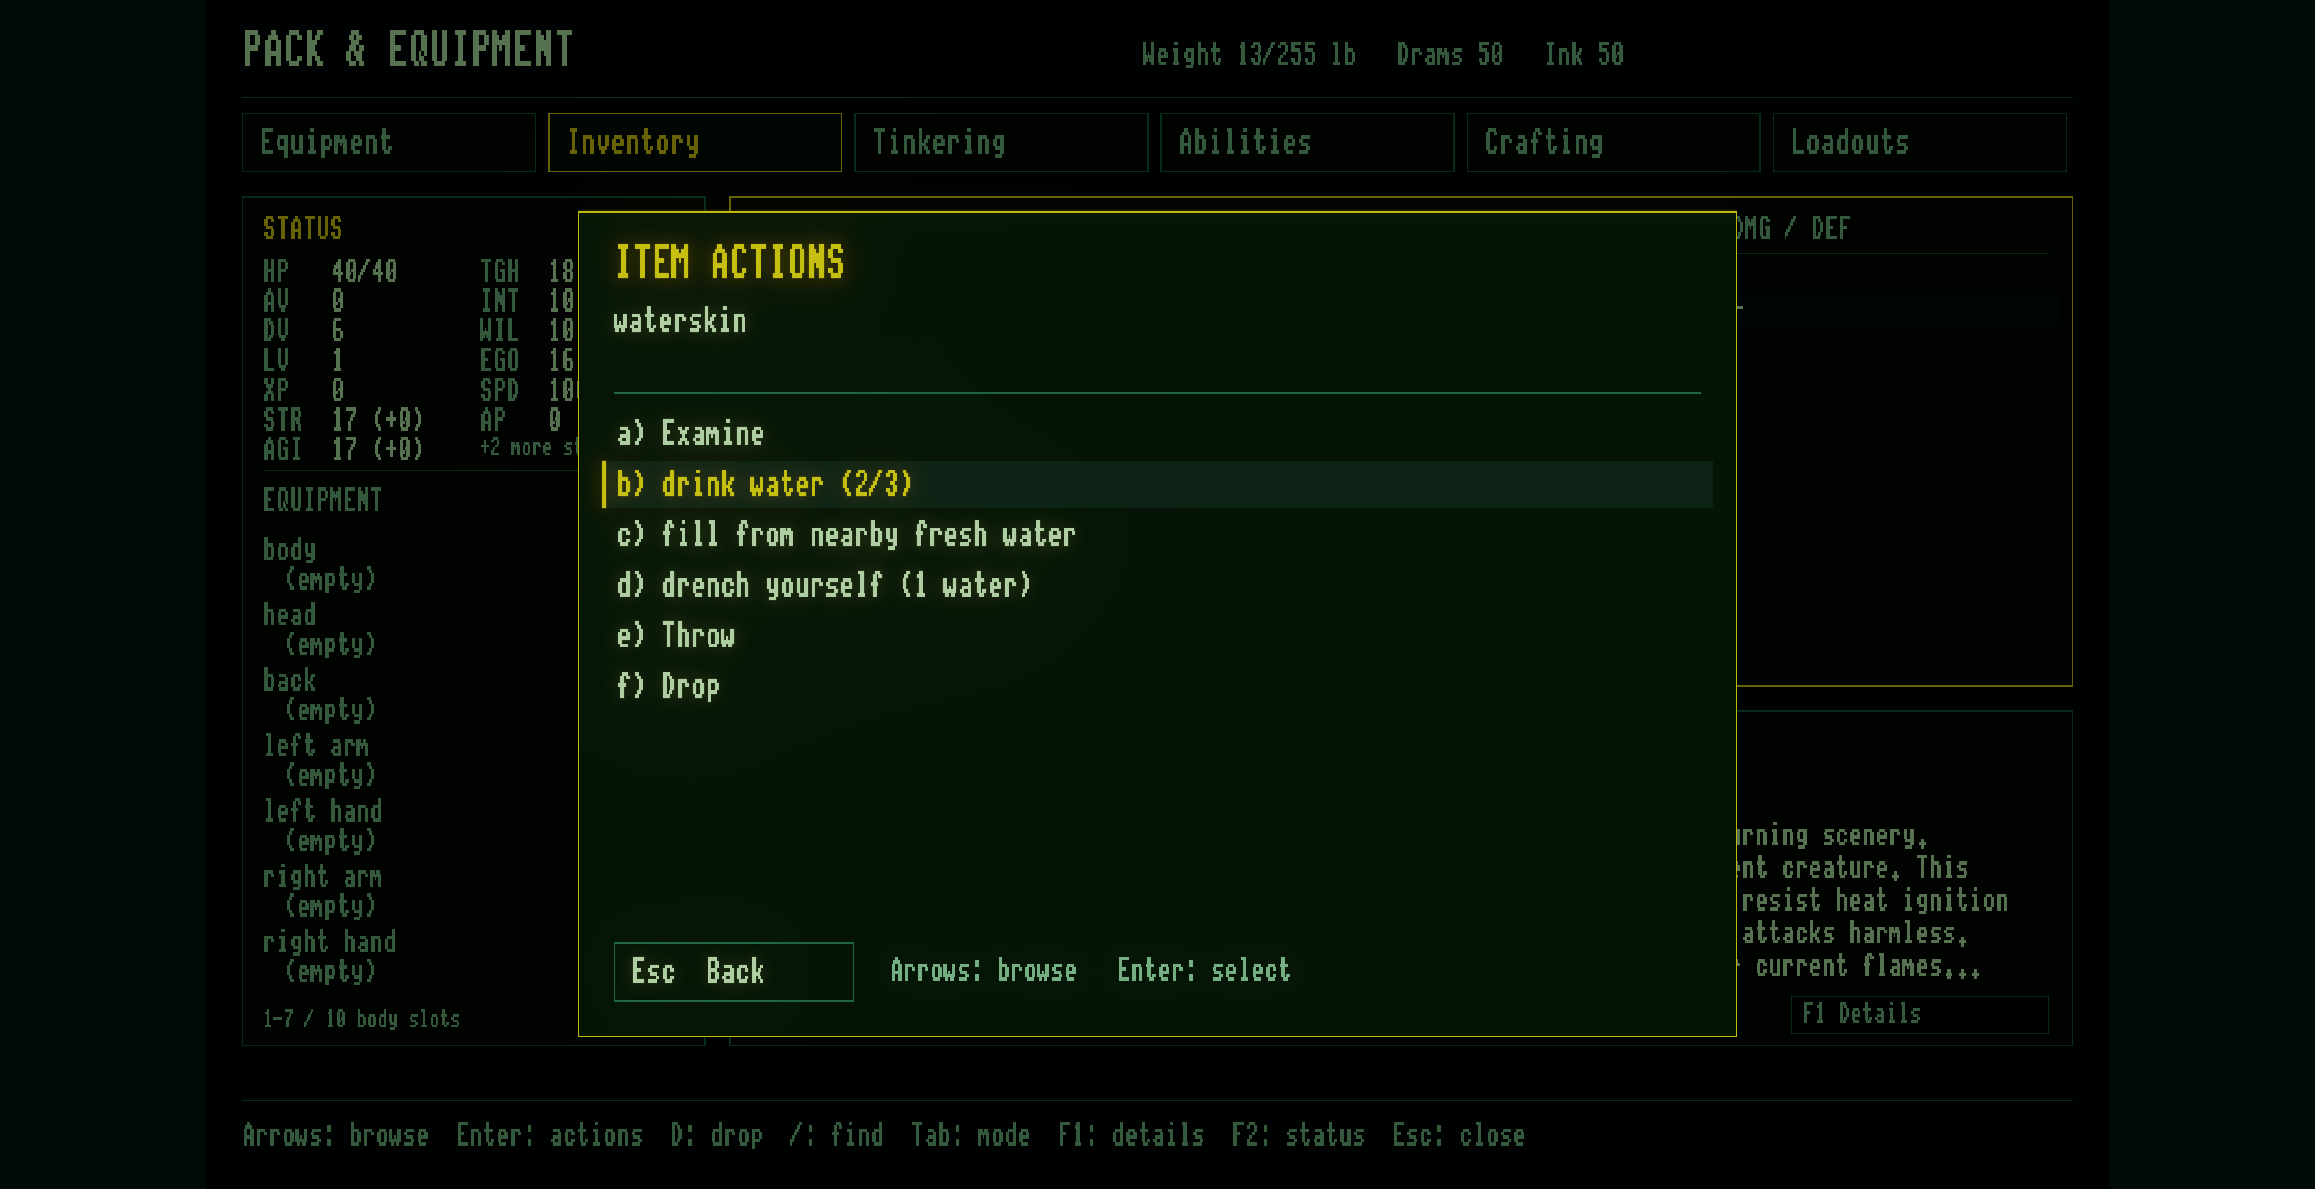 PACK & EQUIPMENT
Weight 13/255 lb Drams 50 Ink 50
Equipment Inventory Tinkering Abilities Crafting Loadouts
STATUS
HP 40/40 TGH 18
AV 0 INT 10
DV 6 WIL 10
LV 1 EGO 16
XP 0 SPD
STR 17 (+0) AP 0
AGI 17 (+0) +2 more
EQUIPMENT
body
(empty)
head
(empty)
back
(empty)
left arm
(empty)
left hand
(empty)
right arm
(empty)
right hand
(empty)
1-7 / 10 body slots
ITEM ACTIONS
waterskin
a) Examine
b) drink water (2/3)
c) fill from nearby fresh water
d) drench yourself (1 water)
e) Throw
f) Drop
Esc Back Arrows: browse Enter: select
/ DEF
scenery.
creature. This
resist heat ignition
attacks harmless.
current flames...
F1 Details
Arrows: browse Enter: actions D: drop /: find Tab: mode F1: details F2: status Esc: close